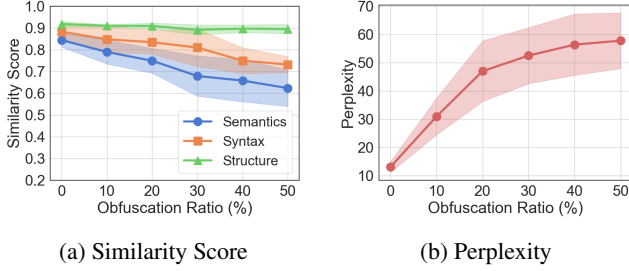 1.0
0.9
0.8
0.7
0.6
0.5
0.4
0.3
0.2
Similarity Score
Semantics
Syntax
Structure
0 10 20 30 40 50
Obfuscation Ratio (%)
(a) Similarity Score
70
60
50
40
30
20
10
Perplexity
0 10 20 30 40 50
Obfuscation Ratio (%)
(b) Perplexity